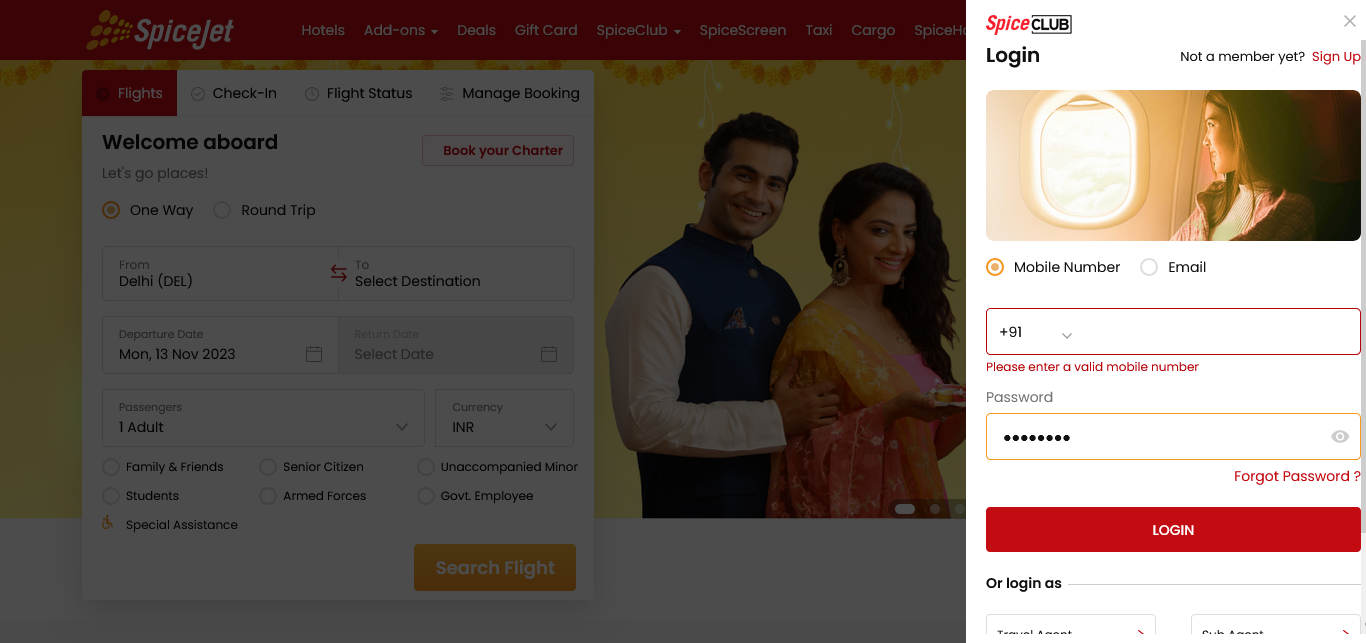 SpiceJet
Hotels Add-ons Deals Gift Card SpiceClub SpiceScreen Taxi Cargo
Flights Check-In Flight Status Manage Booking
Welcome aboard
Book your Charter
Let's go places!
One Way Round Trip
From To
Delhi (DEL) Select Destination
Departure Date Return Date
Mon, 13 Nov 2023 Select Date
Passengers Currency
1 Adult INR
Family & Friends Senior Citizen Unaccompanied Minor
Students Armed Forces Govt. Employee
Special Assistance
Search Flight
SpiceCLUB
Login
Not a member yet? Sign Up
Mobile Number Email
+91
Please enter a valid mobile number
Password
Forgot Password ?
LOGIN
Or login as
Travel Agent Sub Agent